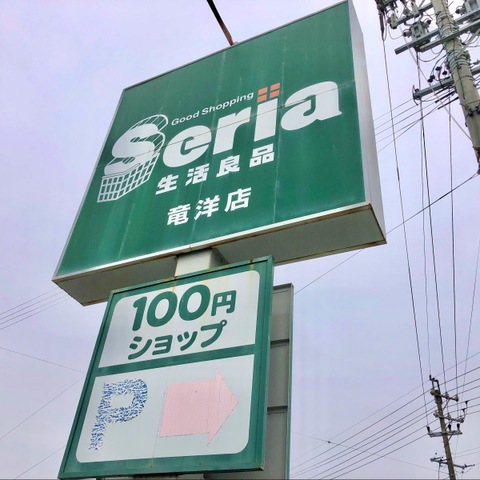 Good Shopping
Seria
生活良品
竜洋店
100円
ショップ
P